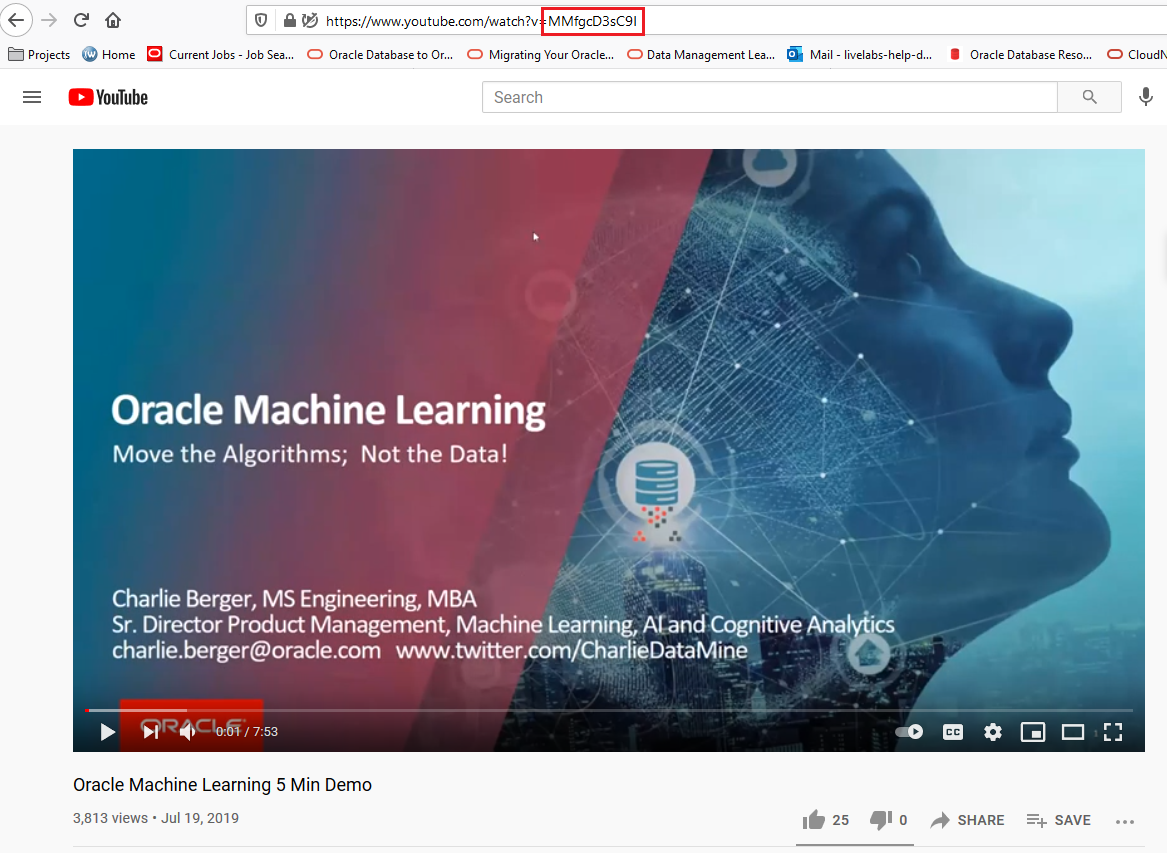 https://www.youtube.com/watch?v=MMfgcD3sC9I
Projects Home Current Jobs - Job Sea... Oracle Database to Or... Migrating Your Oracle... Data Management Lea... Mail - livelabs-help-d... Oracle Database Reso... CloudN
YouTube
Search
Oracle Machine Learning
Move the Algorithms; Not the Data!
Charlie Berger, MS Engineering, MBA
Sr. Director Product Management, Machine Learning, AI and Cognitive Analytics
charlie.berger@oracle.com www.twitter.com/CharlieDataMine
ORACLE
0:01 / 7:53
CC
1
Oracle Machine Learning 5 Min Demo
3,813 views • Jul 19, 2019
25 0 SHARE SAVE